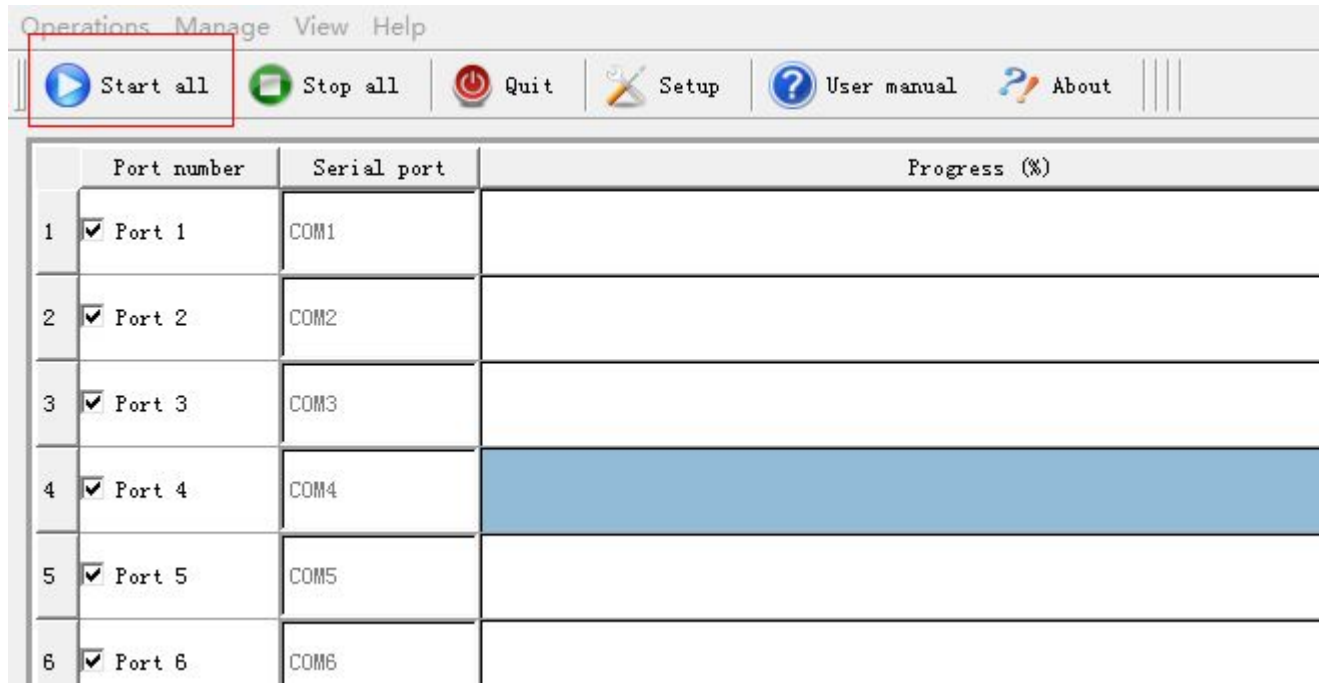 Operations Manage View Help
Start all Stop all Quit Setup User manual About
Port number Serial port Progress (%)
1 Port 1 COM1
2 Port 2 COM2
3 Port 3 COM3
4 Port 4 COM4
5 Port 5 COM5
6 Port 6 COM6